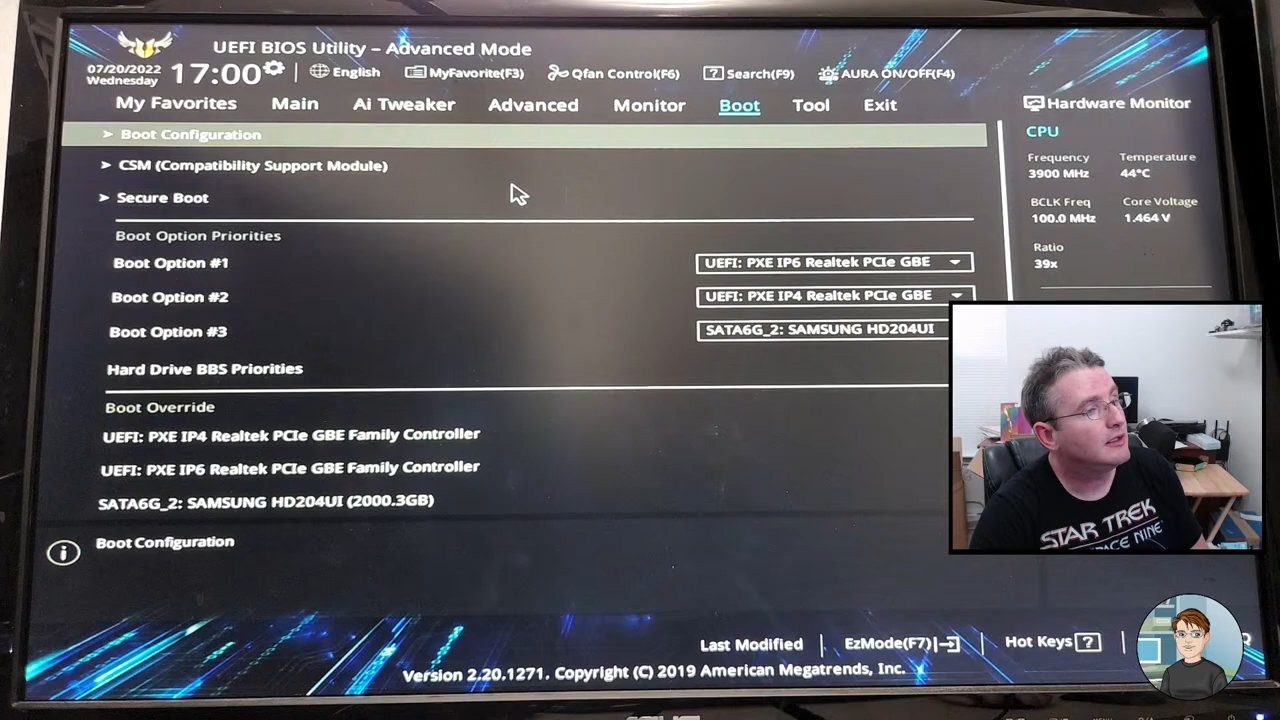 UEFI BIOS Utility – Advanced Mode
07/20/2022
Wednesday
17:00
English
MyFavorite(F3)
Qfan Control(F6)
? Search(F9)
AURA ON/OFF(F4)
My Favorites
Main
Ai Tweaker
Advanced
Monitor
Boot
Tool
Exit
Hardware Monitor
> Boot Configuration
> CSM (Compatibility Support Module)
> Secure Boot
CPU
Frequency Temperature
3900 MHz 44°C
BCLK Freq Core Voltage
100.0 MHz 1.464 V
Ratio
39x
Boot Option Priorities
Boot Option #1 UEFI: PXE IP6 Realtek PCIe GBE
Boot Option #2 UEFI: PXE IP4 Realtek PCIe GBE
Boot Option #3 SATA6G_2: SAMSUNG HD204UI
Hard Drive BBS Priorities
Boot Override
UEFI: PXE IP4 Realtek PCIe GBE Family Controller
UEFI: PXE IP6 Realtek PCIe GBE Family Controller
SATA6G_2: SAMSUNG HD204UI (2000.3GB)
i Boot Configuration
STAR TREK
NINE
Last Modified
EzMode(F7)
Hot Keys ?
Version 2.20.1271. Copyright (C) 2019 American Megatrends, Inc.